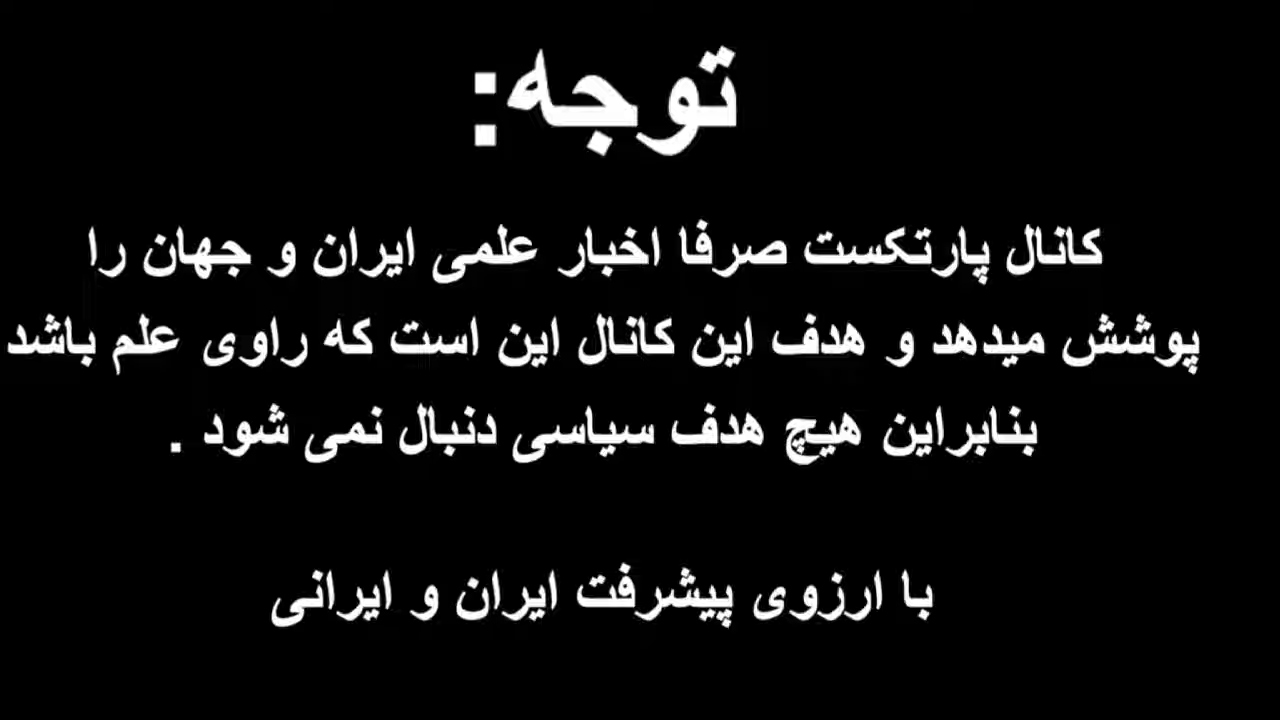 توجه:
کانال پارتکست صرفا اخبار علمی ایران و جهان را
پوشش میدهد و هدف این کانال این است که راوی علم باشد
بنابراین هیچ هدف سیاسی دنبال نمی شود .
با ارزوی پیشرفت ایران و ایرانی